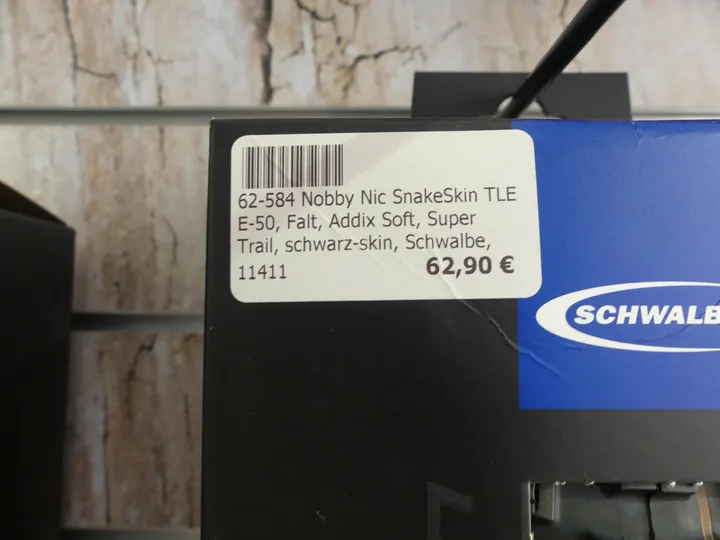 62-584 Nobby Nic SnakeSkin TLE
E-50, Falt, Addix Soft, Super
Trail, schwarz-skin, Schwalbe,
11411 62,90 €
SCHWALB